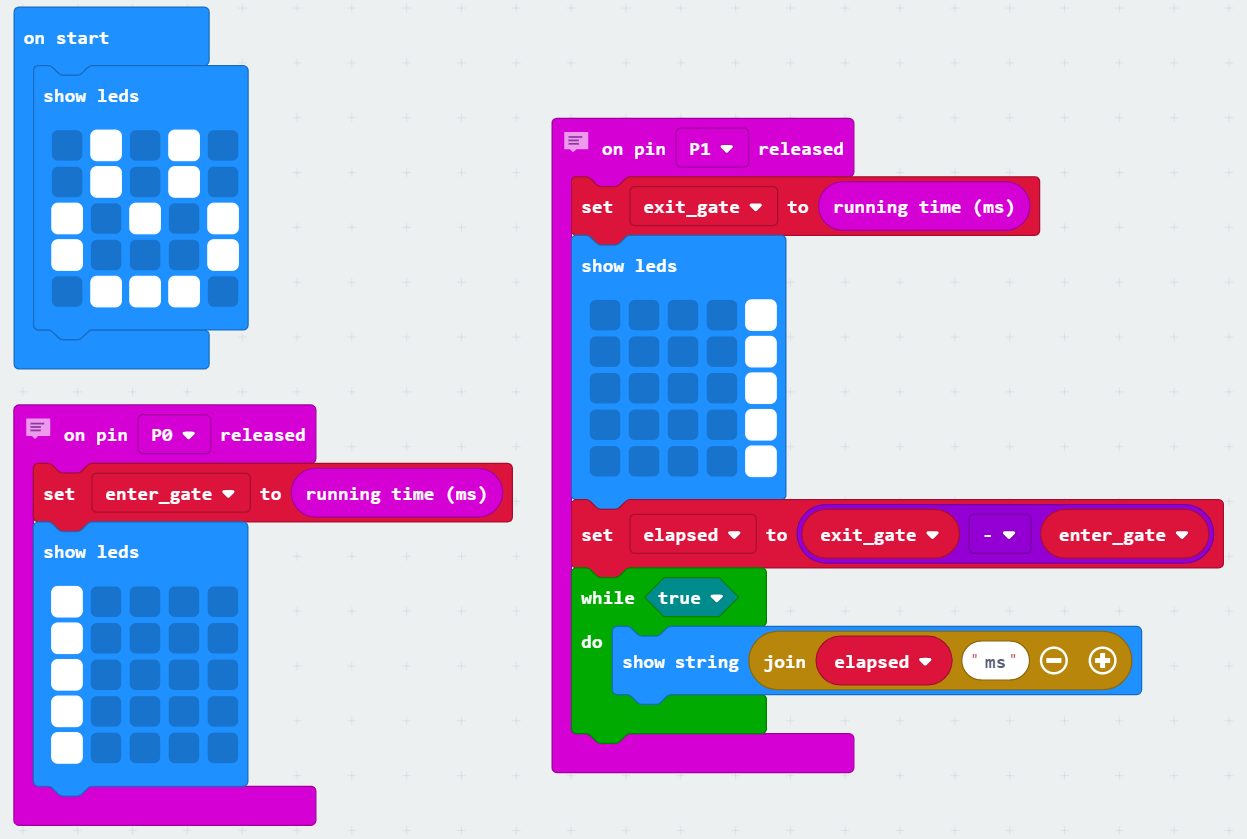 on start
show leds
on pin P0 released
set enter_gate to running time (ms)
show leds
on pin P1 released
set exit_gate to running time (ms)
show leds
set elapsed to exit_gate - enter_gate
while true
do
show string join elapsed "ms"